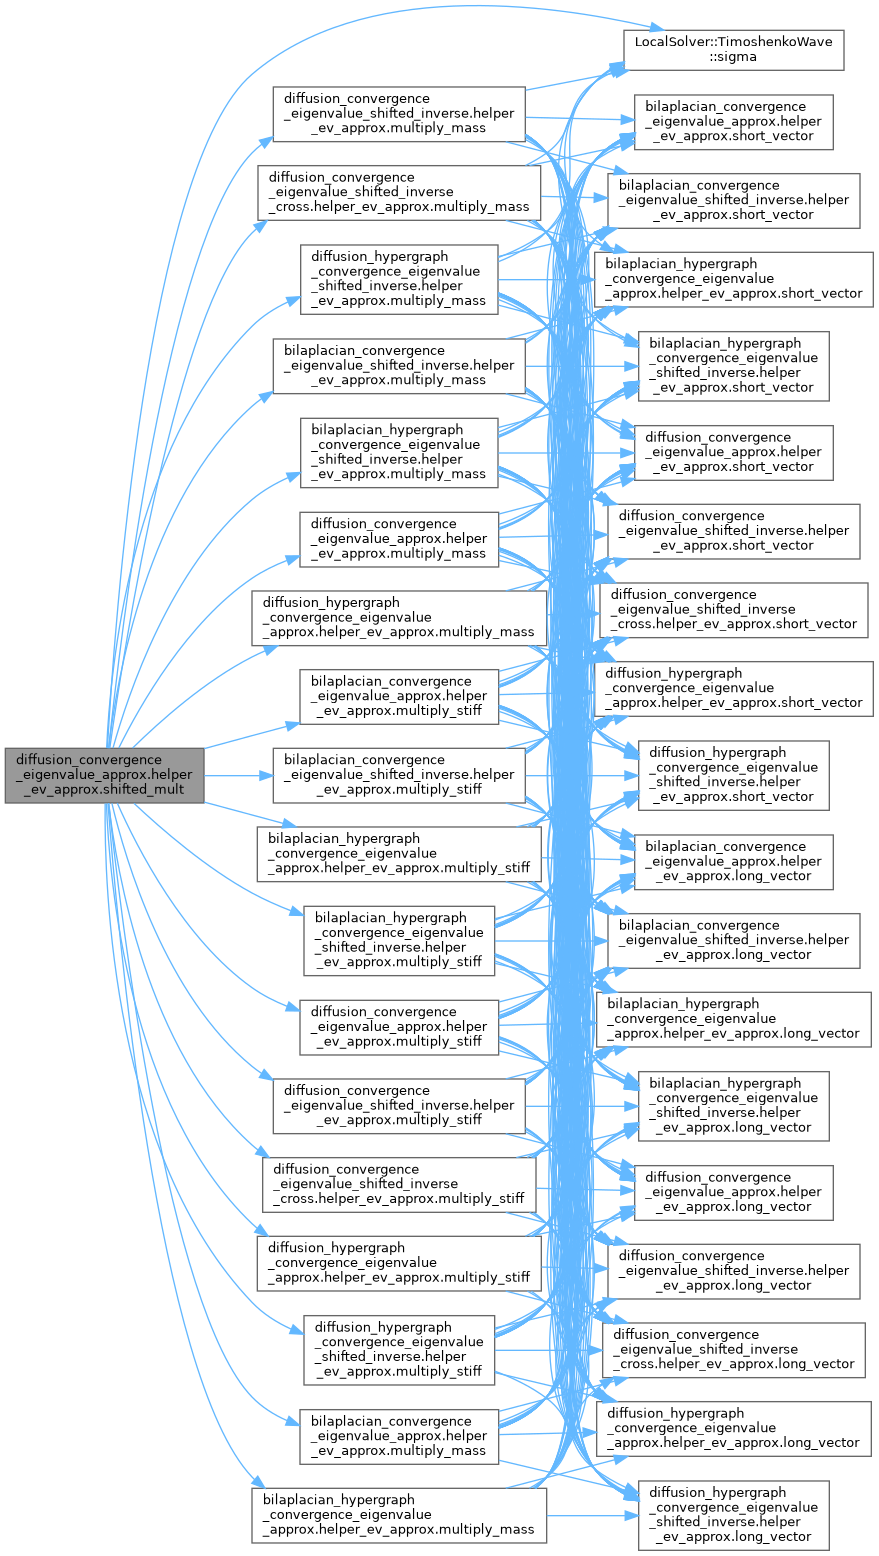 diffusion_convergence
_eigenvalue_approx.helper
_ev_approx.shifted_mult
diffusion_convergence
_eigenvalue_shifted_inverse.helper
_ev_approx.multiply_mass
diffusion_convergence
_eigenvalue_shifted_inverse
_cross.helper_ev_approx.multiply_mass
diffusion_hypergraph
_convergence_eigenvalue
_shifted_inverse.helper
_ev_approx.multiply_mass
bilaplacian_convergence
_eigenvalue_shifted_inverse.helper
_ev_approx.multiply_mass
bilaplacian_hypergraph
_convergence_eigenvalue
_shifted_inverse.helper
_ev_approx.multiply_mass
diffusion_convergence
_eigenvalue_approx.helper
_ev_approx.multiply_mass
diffusion_hypergraph
_convergence_eigenvalue
_approx.helper_ev_approx.multiply_mass
bilaplacian_convergence
_eigenvalue_approx.helper
_ev_approx.multiply_stiff
bilaplacian_convergence
_eigenvalue_shifted_inverse.helper
_ev_approx.multiply_stiff
bilaplacian_hypergraph
_convergence_eigenvalue
_approx.helper_ev_approx.multiply_stiff
bilaplacian_hypergraph
_convergence_eigenvalue
_shifted_inverse.helper
_ev_approx.multiply_stiff
diffusion_convergence
_eigenvalue_approx.helper
_ev_approx.multiply_stiff
diffusion_convergence
_eigenvalue_shifted_inverse.helper
_ev_approx.multiply_stiff
diffusion_convergence
_eigenvalue_shifted_inverse
_cross.helper_ev_approx.multiply_stiff
diffusion_hypergraph
_convergence_eigenvalue
_approx.helper_ev_approx.multiply_stiff
diffusion_hypergraph
_convergence_eigenvalue
_shifted_inverse.helper
_ev_approx.multiply_stiff
bilaplacian_convergence
_eigenvalue_approx.helper
_ev_approx.multiply_mass
bilaplacian_hypergraph
_convergence_eigenvalue
_approx.helper_ev_approx.multiply_mass
LocalSolver::TimoshenkoWave
::sigma
bilaplacian_convergence
_eigenvalue_approx.helper
_ev_approx.short_vector
bilaplacian_convergence
_eigenvalue_shifted_inverse.helper
_ev_approx.short_vector
bilaplacian_hypergraph
_convergence_eigenvalue
_approx.helper_ev_approx.short_vector
bilaplacian_hypergraph
_convergence_eigenvalue
_shifted_inverse.helper
_ev_approx.short_vector
diffusion_convergence
_eigenvalue_approx.helper
_ev_approx.short_vector
diffusion_convergence
_eigenvalue_shifted_inverse.helper
_ev_approx.short_vector
diffusion_convergence
_eigenvalue_shifted_inverse
_cross.helper_ev_approx.short_vector
diffusion_hypergraph
_convergence_eigenvalue
_approx.helper_ev_approx.short_vector
diffusion_hypergraph
_convergence_eigenvalue
_shifted_inverse.helper
_ev_approx.short_vector
bilaplacian_convergence
_eigenvalue_approx.helper
_ev_approx.long_vector
bilaplacian_convergence
_eigenvalue_shifted_inverse.helper
_ev_approx.long_vector
bilaplacian_hypergraph
_convergence_eigenvalue
_approx.helper_ev_approx.long_vector
bilaplacian_hypergraph
_convergence_eigenvalue
_shifted_inverse.helper
_ev_approx.long_vector
diffusion_convergence
_eigenvalue_approx.helper
_ev_approx.long_vector
diffusion_convergence
_eigenvalue_shifted_inverse.helper
_ev_approx.long_vector
diffusion_convergence
_eigenvalue_shifted_inverse
_cross.helper_ev_approx.long_vector
diffusion_hypergraph
_convergence_eigenvalue
_approx.helper_ev_approx.long_vector
diffusion_hypergraph
_convergence_eigenvalue
_shifted_inverse.helper
_ev_approx.long_vector